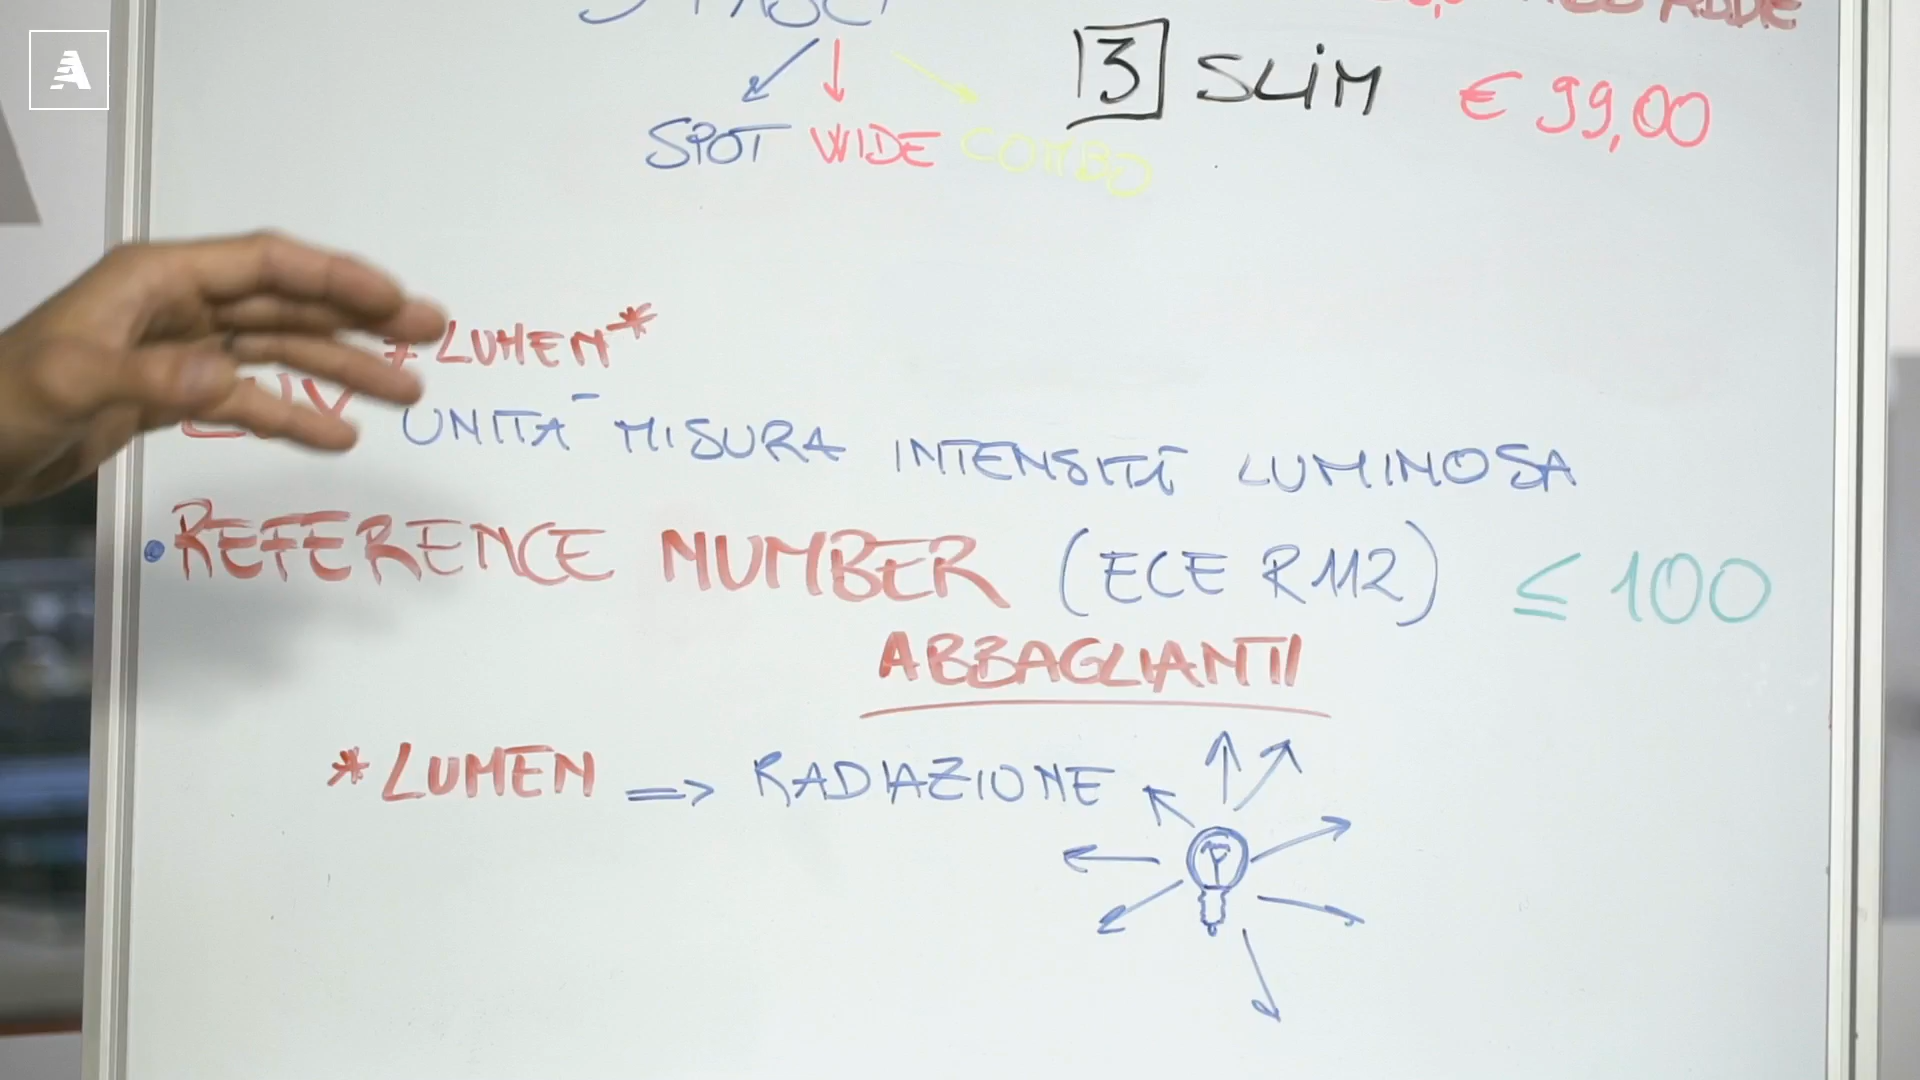 A
SPOT WIDE COMBO
3 SLIM € 99,00
≠ LUMEN*
LUX UNITÀ MISURA INTENSITÀ LUMINOSA
• REFERENCE NUMBER (ECE R112) ≤ 100
ABBAGLIANTI
* LUMEN => RADIAZIONE